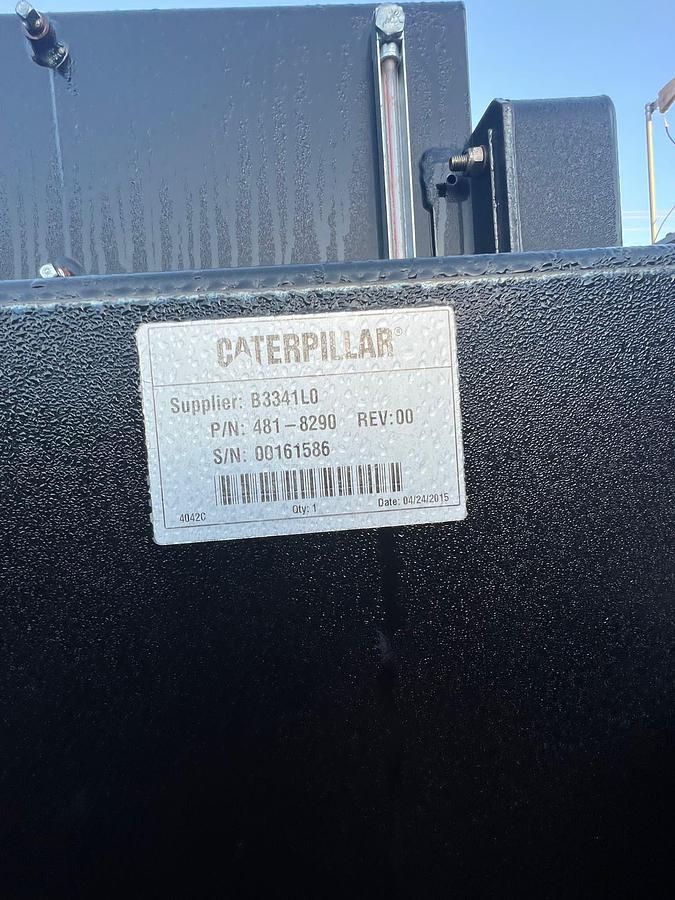 CATERPILLAR®
Supplier: B3341L0
P/N: 481-8290 REV:00
S/N: 00161586
4042C Qty: 1 Date: 04/24/2015